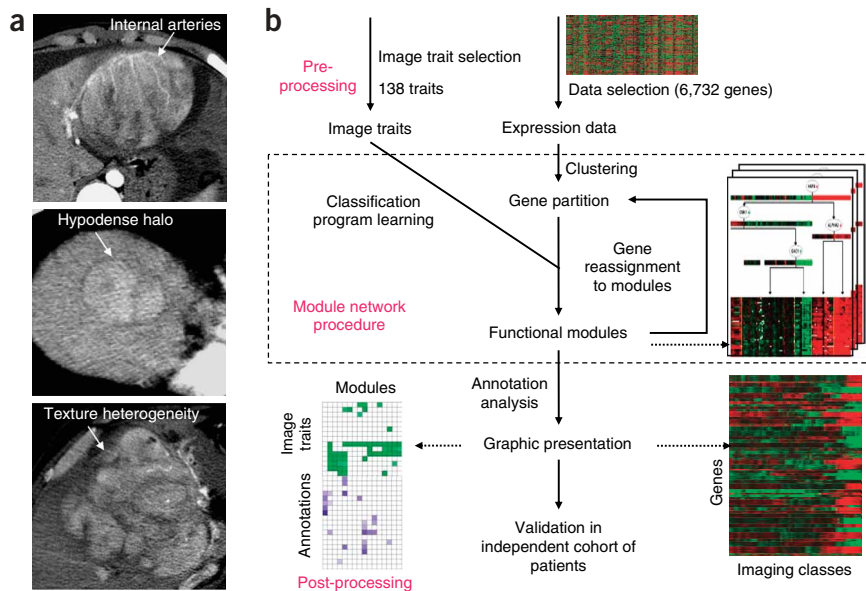 a
Internal arteries
Hypodense halo
Texture heterogeneity
b
Pre-
processing
Image trait selection
138 traits
Data selection (6,732 genes)
Image traits
Expression data
Clustering
Classification
program learning
Gene partition
Gene
reassignment
to modules
Module network
procedure
Functional modules
Annotation
analysis
Modules
Image
traits
Annotations
Graphic presentation
Genes
Validation in
independent cohort of
patients
Post-processing
Imaging classes